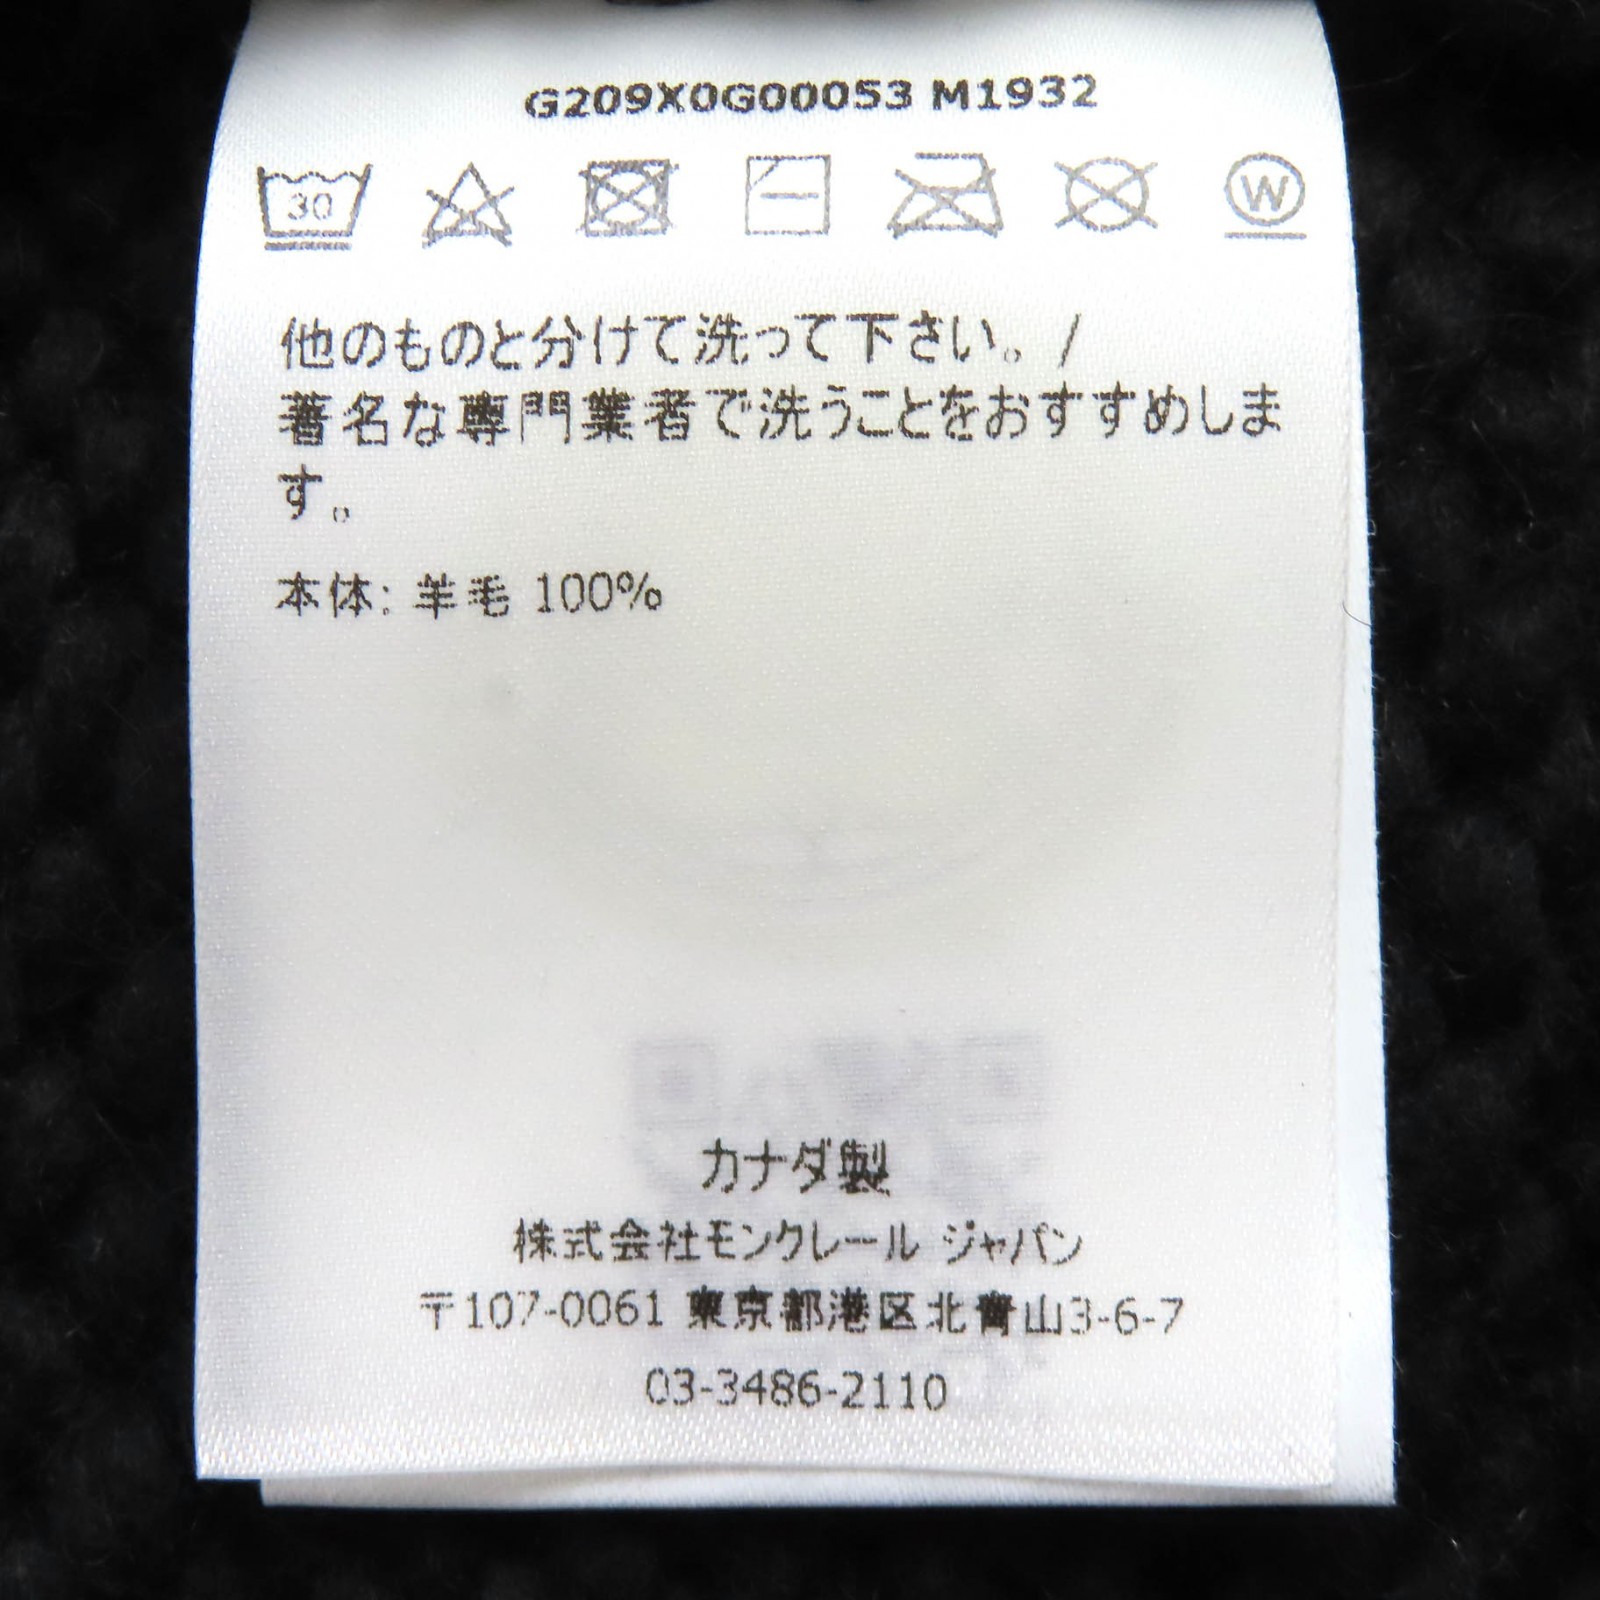 G209X0G00053 M1932
30
W
他のものと分けて洗って下さい。/
著名な専門業者で洗うことをおすすめしま
す。
本体: 羊毛 100%
カナダ製
株式会社モンクレール ジャパン
〒107-0061 東京都港区北青山3-6-7
03-3486-2110